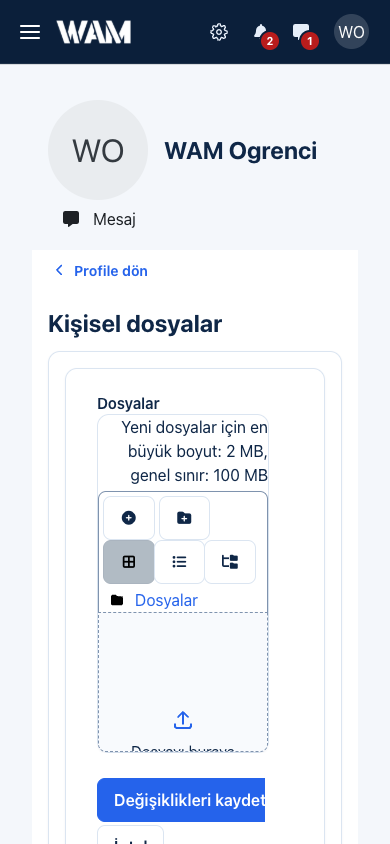 WAM
2
1
WO
WO
WAM Ogrenci
Mesaj
Profile dön
Kişisel dosyalar
Dosyalar
Yeni dosyalar için en
büyük boyut: 2 MB,
genel sınır: 100 MB
Dosyalar
Değişiklikleri kaydet